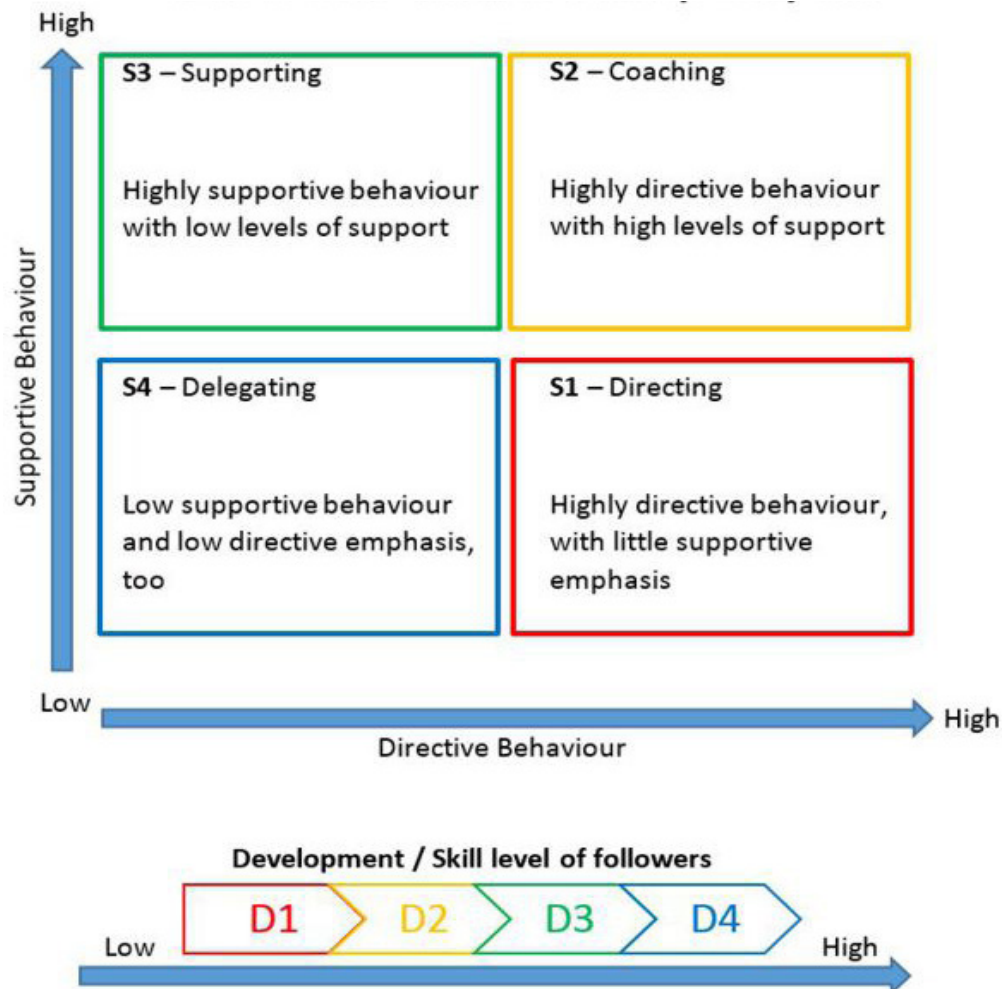 High
S3 – Supporting
Highly supportive behaviour
with low levels of support
S2 – Coaching
Highly directive behaviour
with high levels of support
Supportive Behaviour
S4 – Delegating
Low supportive behaviour
and low directive emphasis,
too
S1 – Directing
Highly directive behaviour,
with little supportive
emphasis
Low
High
Directive Behaviour
Development / Skill level of followers
D1
D2
D3
D4
Low
High